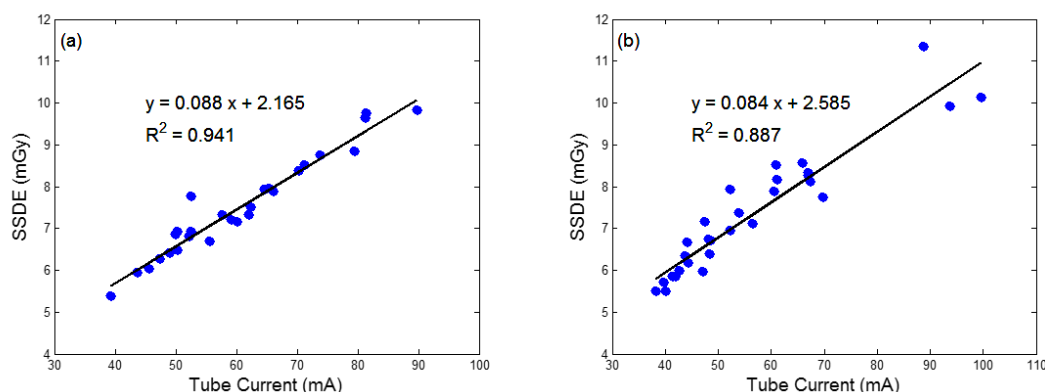 (a)
y = 0.088 x + 2.165
R² = 0.941
SSDE (mGy)
12
11
10
9
8
7
6
5
4
30 40 50 60 70 80 90 100
Tube Current (mA)
(b)
y = 0.084 x + 2.585
R² = 0.887
SSDE (mGy)
12
11
10
9
8
7
6
5
4
30 40 50 60 70 80 90 100 110
Tube Current (mA)